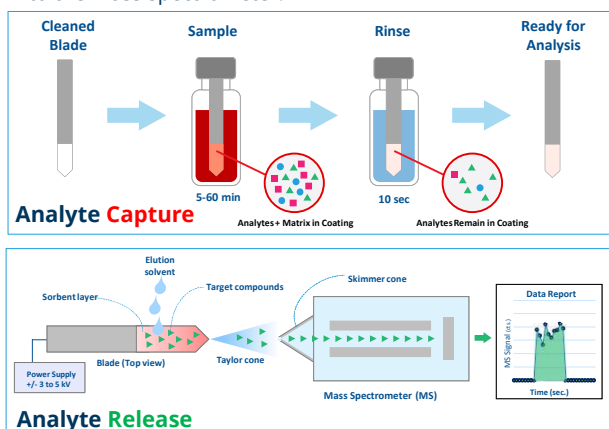 Cleaned
Blade
Sample
Rinse
Ready for
Analysis
5-60 min
10 sec
Analytes + Matrix in Coating
Analytes Remain in Coating
Analyte Capture
Elution
solvent
Sorbent layer
Target compounds
Skimmer cone
Data Report
MS Signal (a.u.)
Time (sec.)
Blade (Top view)
Taylor cone
Power Supply
+/- 3 to 5 kV
Mass Spectrometer (MS)
Analyte Release